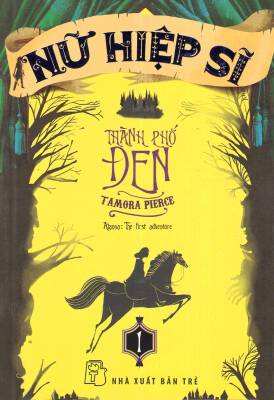 NỮ HIỆP SĨ
THÀNH PHỐ
ĐEN
TAMORA PIERCE
Alanna: The first adventure
1
NHÀ XUẤT BẢN TRẺ